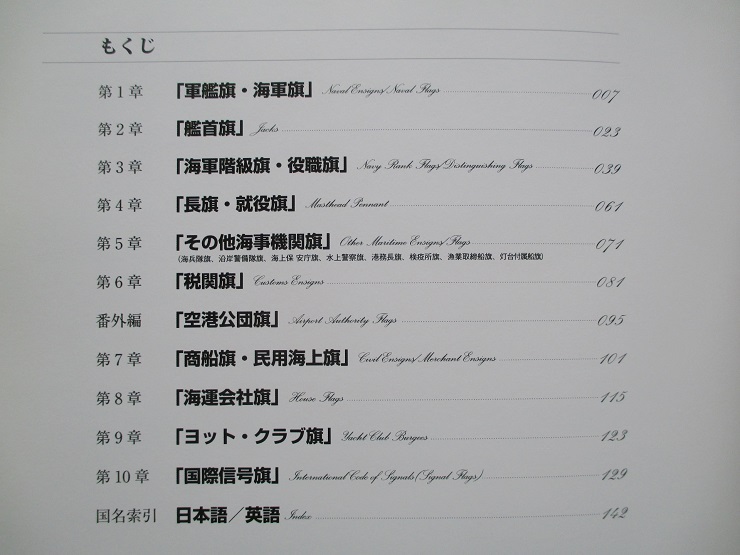 もくじ
第1章 「軍艦旗・海軍旗」 Naval Ensigns/Naval Flags 007
第2章 「艦首旗」 Jacks 023
第3章 「海軍階級旗・役職旗」 Navy Rank Flags/Distinguishing Flags 039
第4章 「長旗・就役旗」 Masthead Pennant 061
第5章 「その他海事機関旗」 Other Maritime Ensigns/Flags 071
(海兵隊旗、沿岸警備隊旗、海上保 安庁旗、水上警察旗、港務長旗、検疫所旗、漁業取締船旗、灯台付属船旗)
第6章 「税関旗」 Customs Ensigns 081
番外編 「空港公団旗」 Airport Authority Flags 095
第7章 「商船旗・民用海上旗」 Civil Ensigns/Merchant Ensigns 101
第8章 「海運会社旗」 House Flags 115
第9章 「ヨット・クラブ旗」 Yacht Club Burgees 123
第10章 「国際信号旗」 International Code of Signals(Signal Flags) 129
国名索引 日本語／英語 Index 142